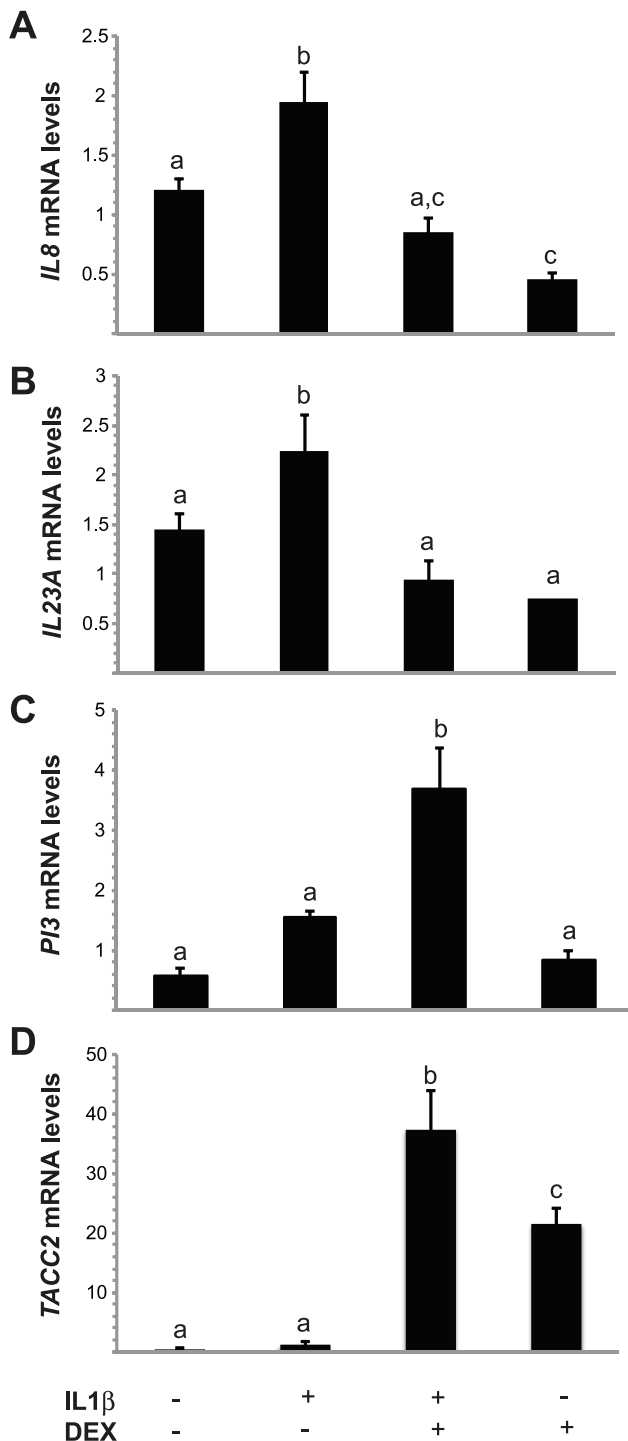 A
IL8 mRNA levels
2.5
2
1.5
1
0.5
a
b
a,c
c
B
IL23A mRNA levels
3
2.5
2
1.5
1
0.5
a
b
a
a
C
PI3 mRNA levels
5
4
3
2
1
a
a
b
a
D
TACC2 mRNA levels
50
40
30
20
10
a
a
b
c
IL1β - + + -
DEX - - + +